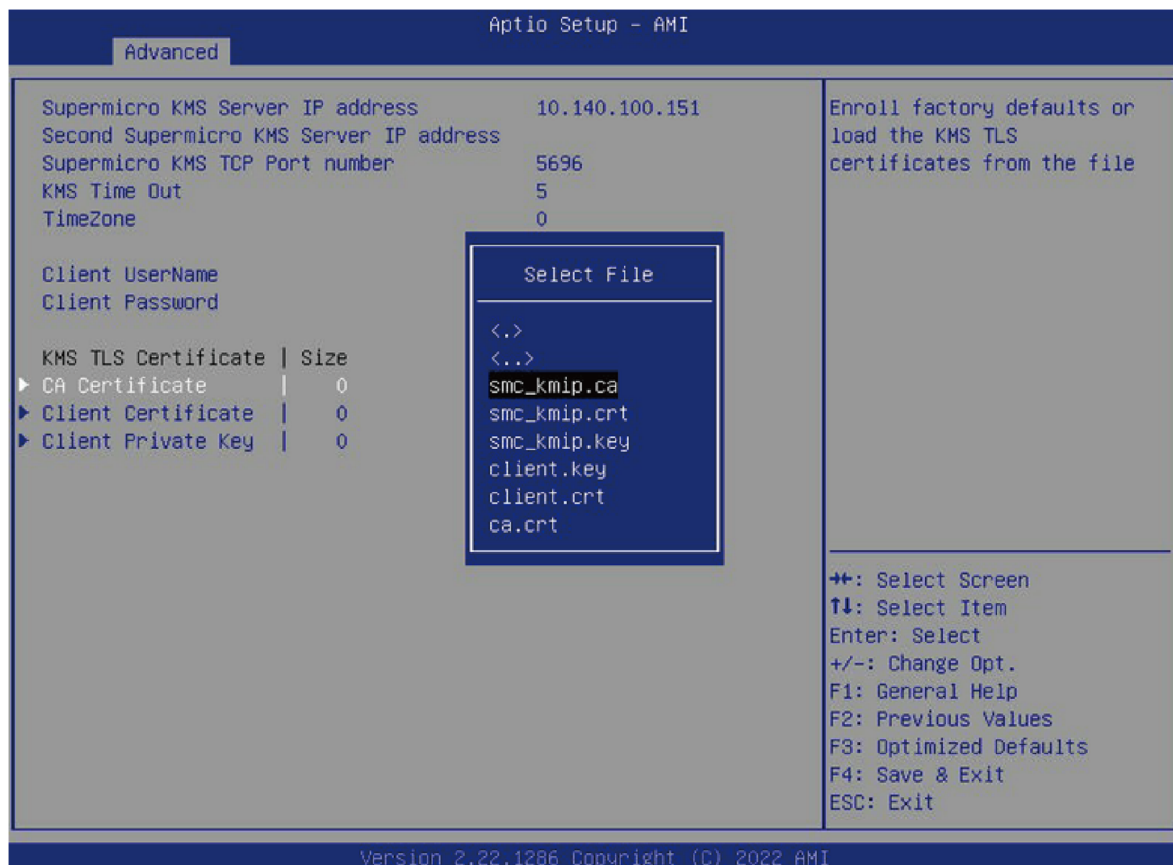 Aptio Setup - AMI
Advanced
Supermicro KMS Server IP address 10.140.100.151
Second Supermicro KMS Server IP address
Supermicro KMS TCP Port number 5696
KMS Time Out 5
TimeZone 0
Client UserName
Client Password
KMS TLS Certificate | Size
CA Certificate | 0
Client Certificate | 0
Client Private Key | 0
Select File
<.>
<..>
smc_kmip.ca
smc_kmip.crt
smc_kmip.key
client.key
client.crt
ca.crt
Enroll factory defaults or
load the KMS TLS
certificates from the file
→←: Select Screen
↑↓: Select Item
Enter: Select
+/-: Change Opt.
F1: General Help
F2: Previous Values
F3: Optimized Defaults
F4: Save & Exit
ESC: Exit
Version 2.22.1286 Copyright (C) 2022 AMI